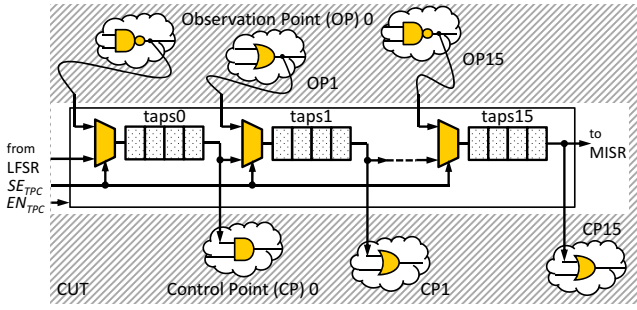 Observation Point (OP) 0
OP1
OP15
taps0
taps1
taps15
from
LFSR
to
MISR
SE_TPC
EN_TPC
CP15
CUT
Control Point (CP) 0
CP1